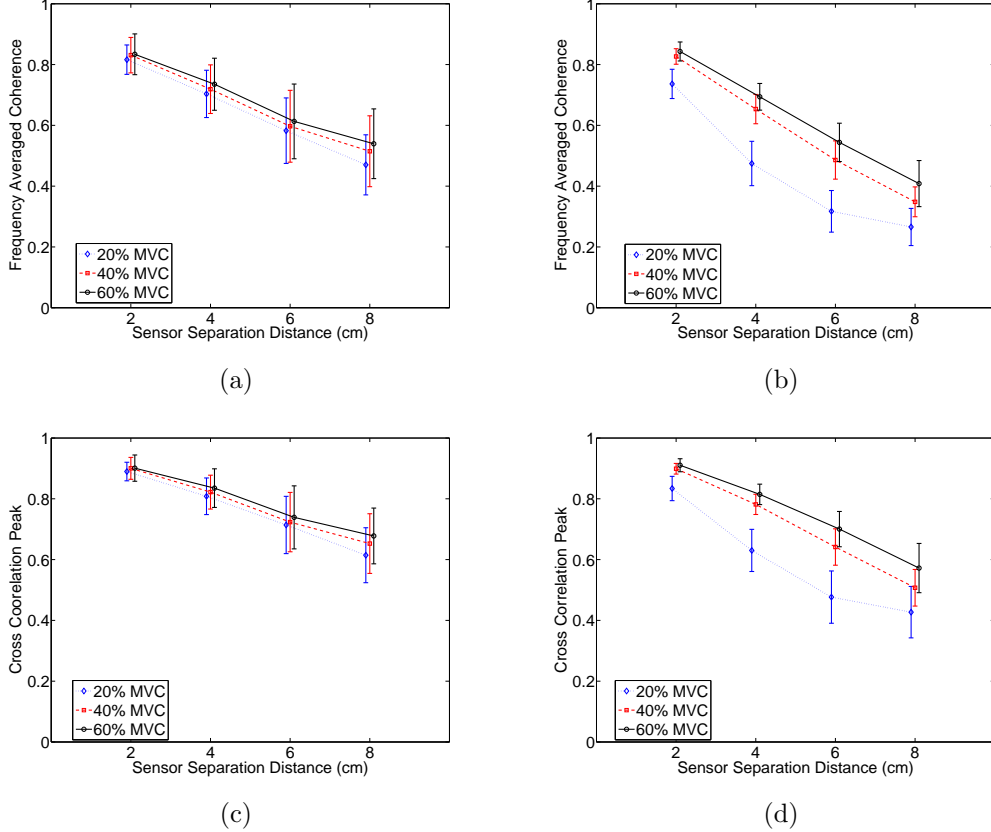 1
0.8
0.6
0.4
0.2
0
2
4
6
8
Frequency Averaged Coherence
Sensor Separation Distance (cm)
20% MVC
40% MVC
60% MVC
(a)
1
0.8
0.6
0.4
0.2
0
2
4
6
8
Frequency Averaged Coherence
Sensor Separation Distance (cm)
20% MVC
40% MVC
60% MVC
(b)
1
0.8
0.6
0.4
0.2
0
2
4
6
8
Cross Coorelation Peak
Sensor Separation Distance (cm)
20% MVC
40% MVC
60% MVC
(c)
1
0.8
0.6
0.4
0.2
0
2
4
6
8
Cross Correlation Peak
Sensor Separation Distance (cm)
20% MVC
40% MVC
60% MVC
(d)